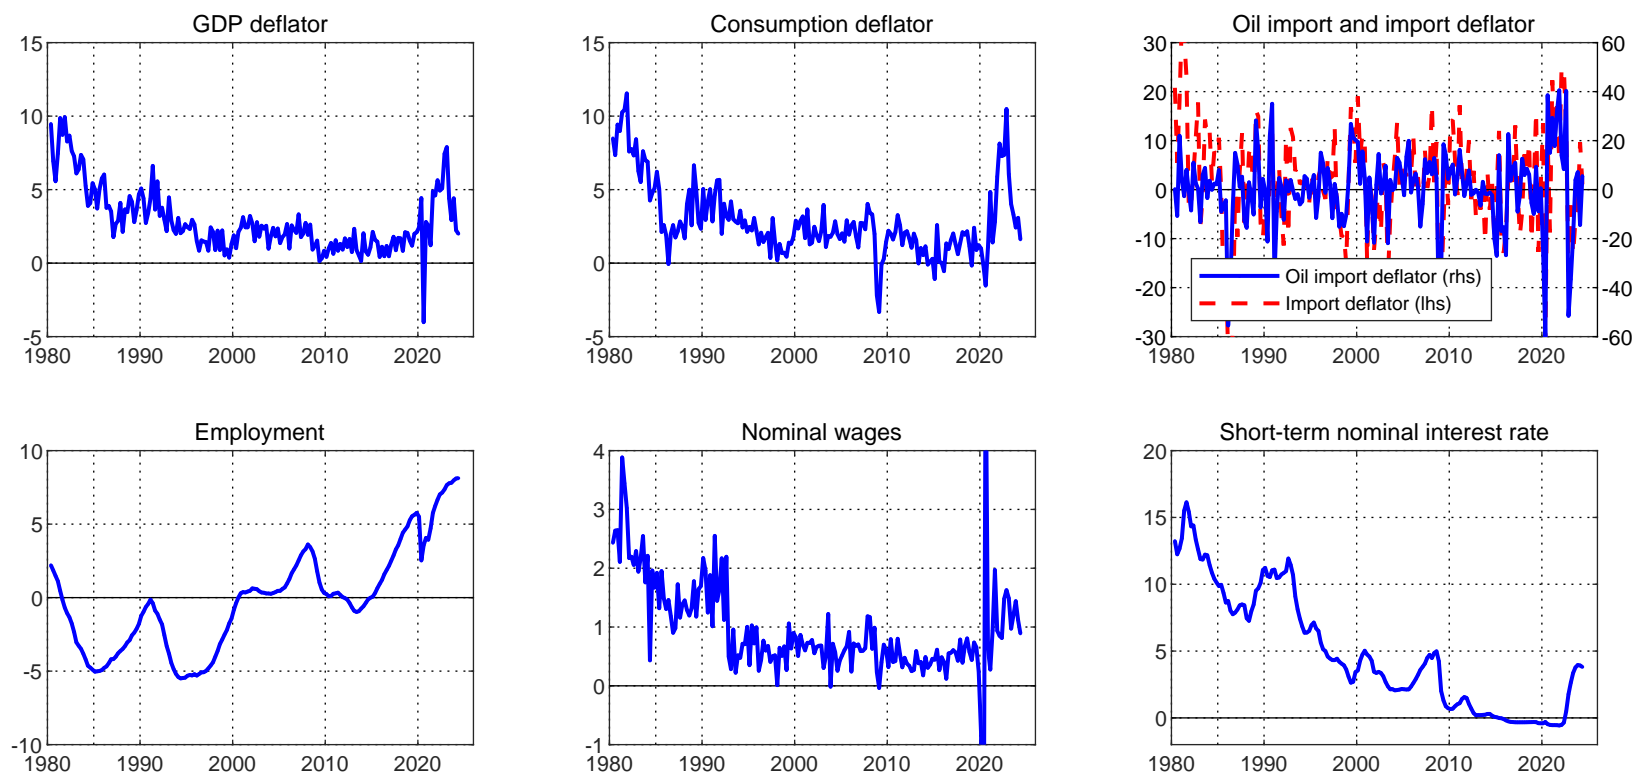 GDP deflator
15
10
5
0
-5
1980 1990 2000 2010 2020
Consumption deflator
15
10
5
0
-5
1980 1990 2000 2010 2020
Oil import and import deflator
30 60
20 40
10 20
0 0
-10 -20
-20 -40
-30 -60
Oil import deflator (rhs)
Import deflator (lhs)
1980 1990 2000 2010 2020
Employment
10
5
0
-5
-10
1980 1990 2000 2010 2020
Nominal wages
4
3
2
1
0
-1
1980 1990 2000 2010 2020
Short-term nominal interest rate
20
15
10
5
0
1980 1990 2000 2010 2020